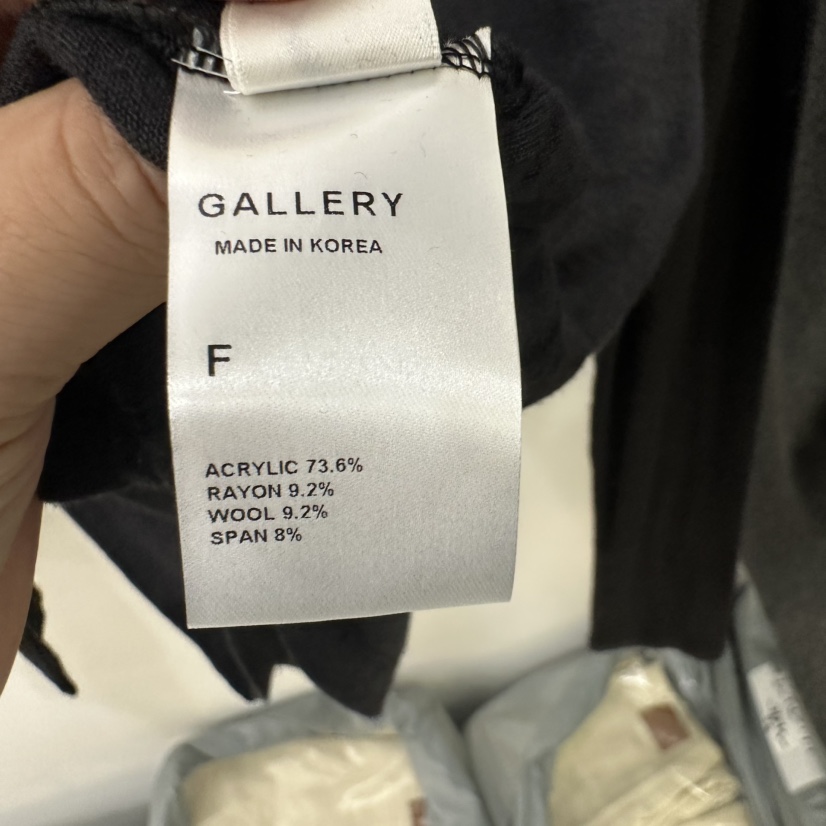 GALLERY
MADE IN KOREA
F
ACRYLIC 73.6%
RAYON 9.2%
WOOL 9.2%
SPAN 8%